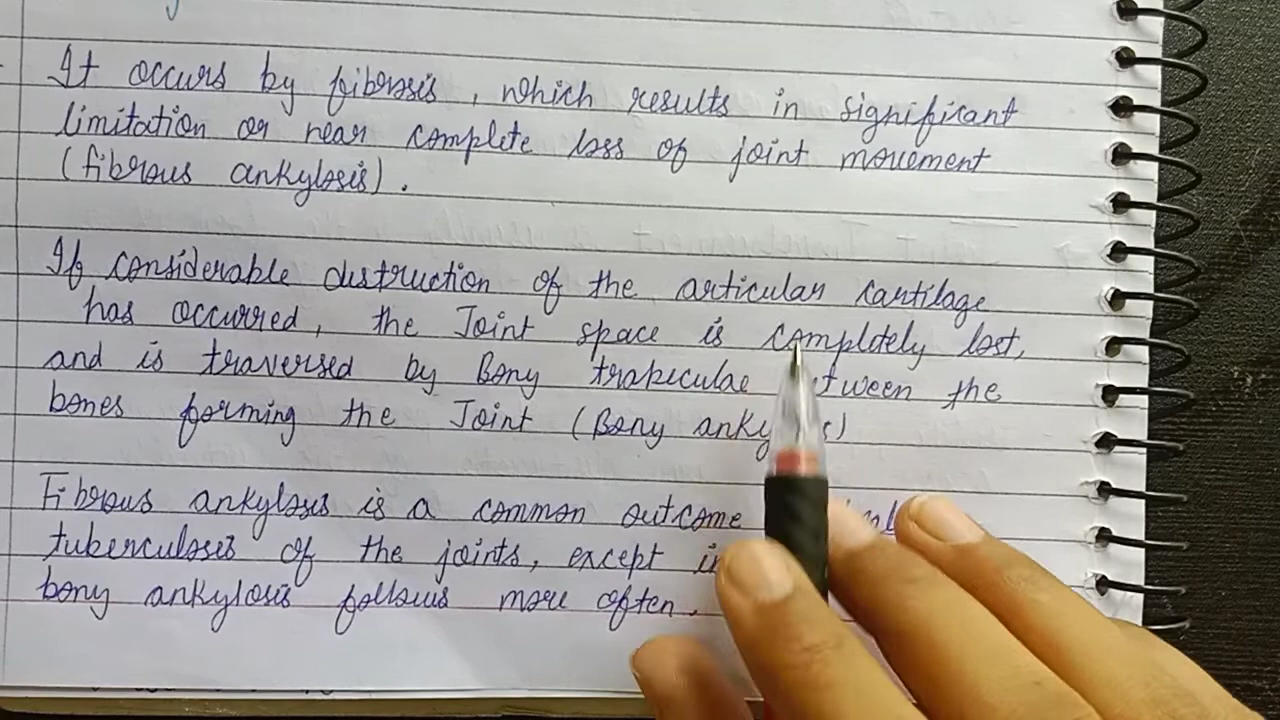 It occurs by fibrosis, which results in significant
limitation or near complete loss of joint movement
(fibrous ankylosis).
If considerable destruction of the articular cartilage
has occurred, the Joint space is completely lost,
and is traversed by Bony trabeculae between the
bones forming the Joint (Bony ankylosis)
Fibrous ankylosis is a common outcome
tuberculoses of the joints, except in
bony ankylosis follows more often.